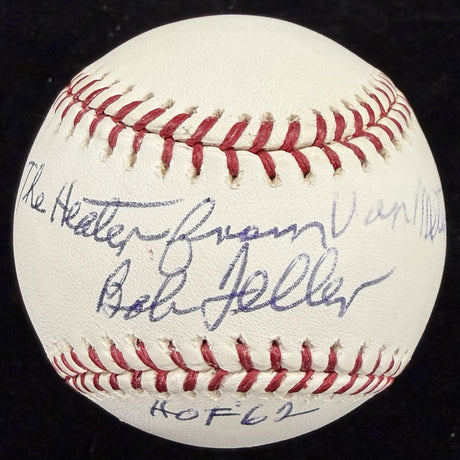 The Heater from Van Meter
Bob Feller
HOF 62